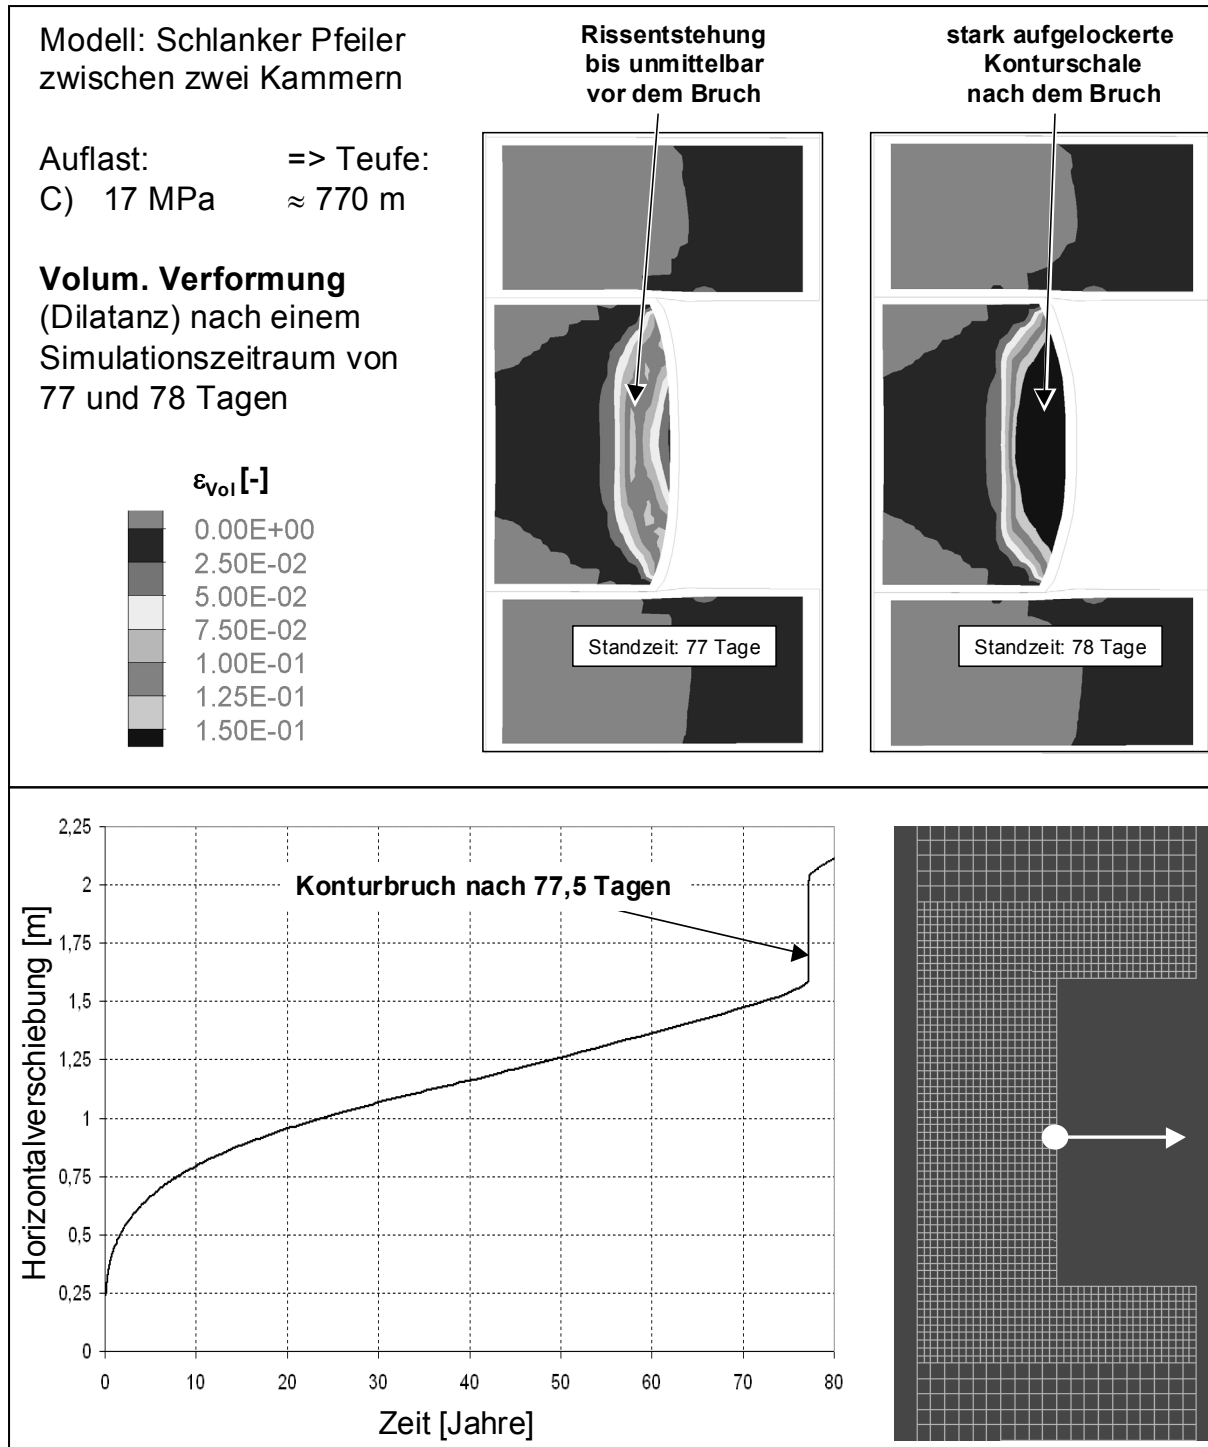 Modell: Schlanker Pfeiler
zwischen zwei Kammern
Auflast: => Teufe:
C) 17 MPa ≈ 770 m
Volum. Verformung
(Dilatanz) nach einem
Simulationszeitraum von
77 und 78 Tagen
εVol [-]
0.00E+00
2.50E-02
5.00E-02
7.50E-02
1.00E-01
1.25E-01
1.50E-01
Rissentstehung
bis unmittelbar
vor dem Bruch
stark aufgelockerte
Konturschale
nach dem Bruch
Standzeit: 77 Tage
Standzeit: 78 Tage
Horizontalverschiebung [m]
2,25
2
1,75
1,5
1,25
1
0,75
0,5
0,25
0
Konturbruch nach 77,5 Tagen
0 10 20 30 40 50 60 70 80
Zeit [Jahre]